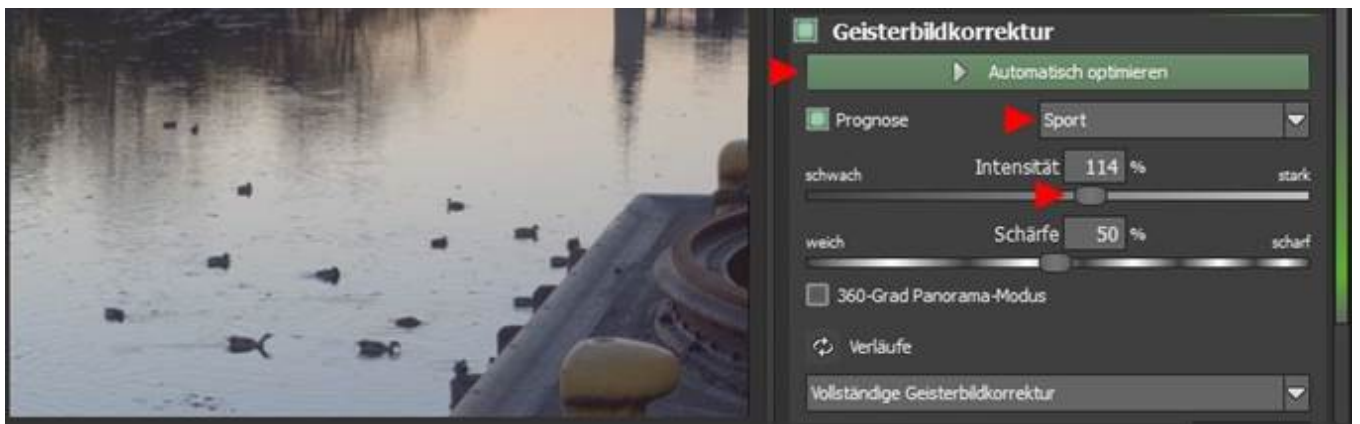 Geisterbildkorrektur
Automatisch optimieren
Prognose Sport
schwach Intensität 114 % stark
weich Schärfe 50 % scharf
360-Grad Panorama-Modus
Verläufe
Vollständige Geisterbildkorrektur